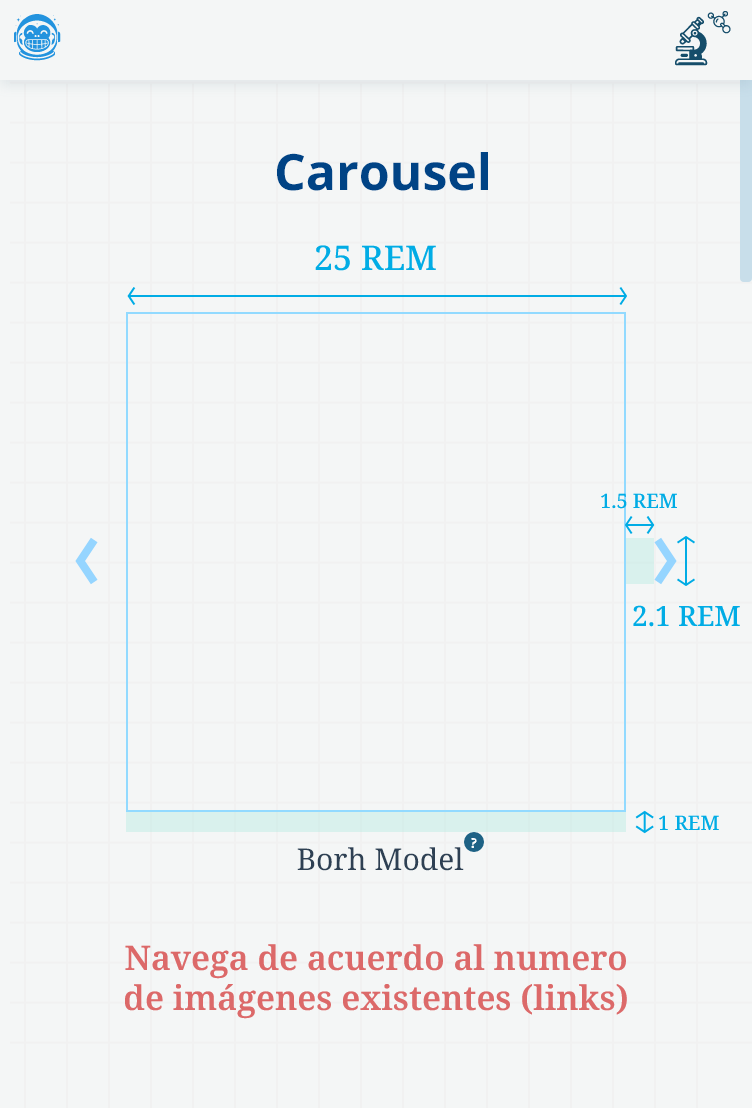 Carousel
25 REM
1.5 REM
2.1 REM
1 REM
Borh Model
?
Navega de acuerdo al numero
de imágenes existentes (links)